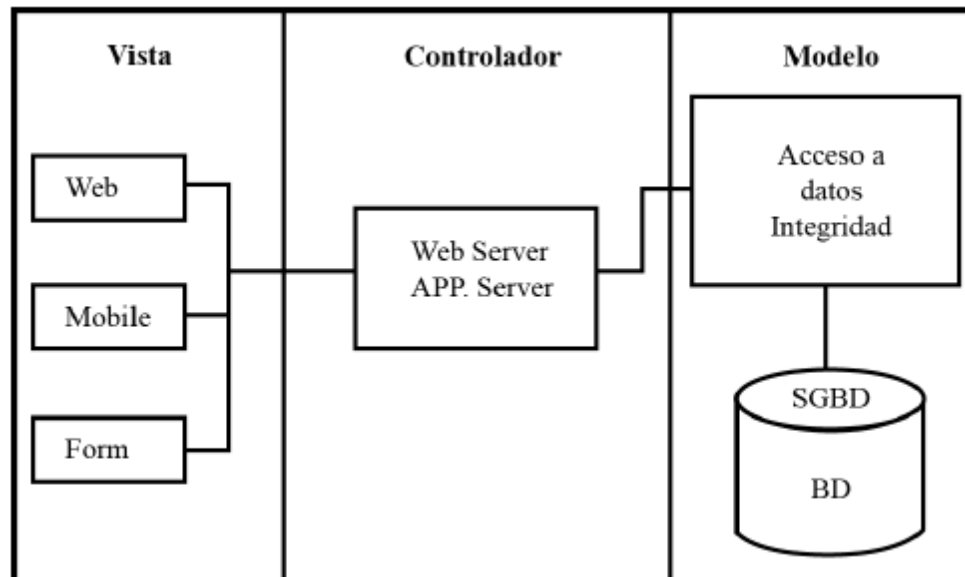 Vista
Controlador
Modelo
Web
Mobile
Form
Web Server
APP. Server
Acceso a
datos
Integridad
SGBD
BD